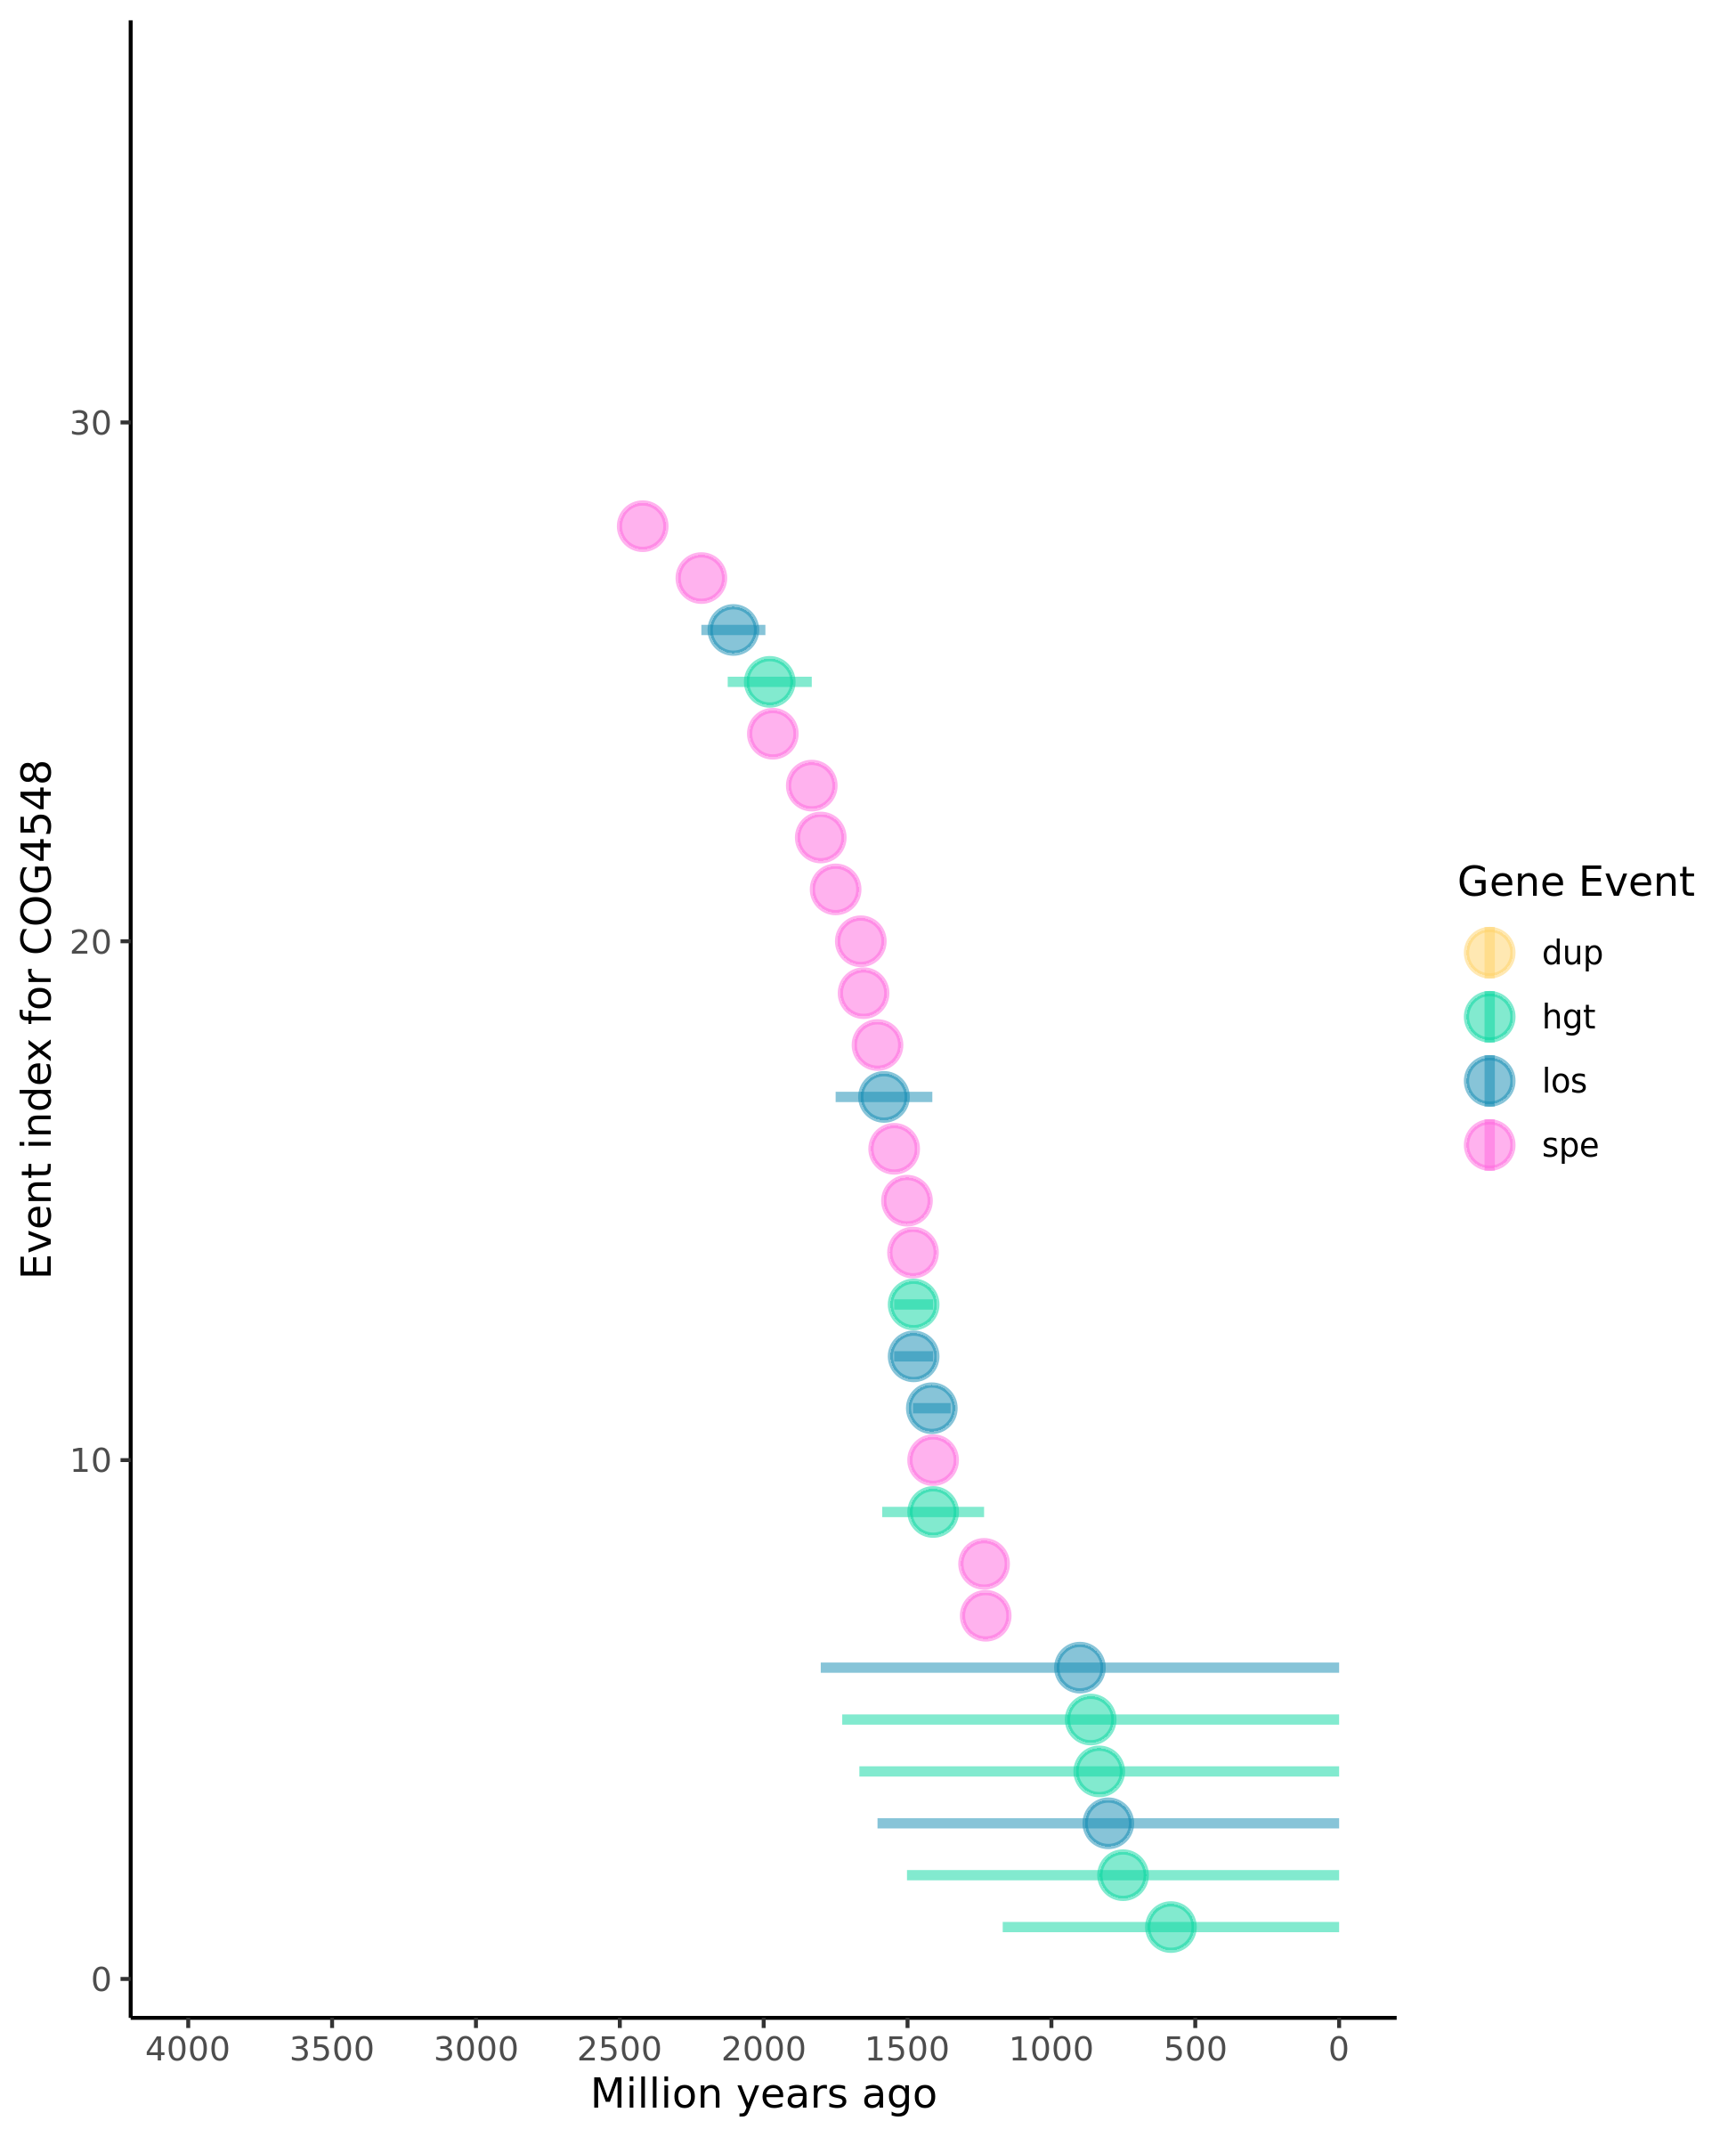 Event index for COG4548
30
20
10
0
4000 3500 3000 2500 2000 1500 1000 500 0
Million years ago
Gene Event
dup
hgt
los
spe